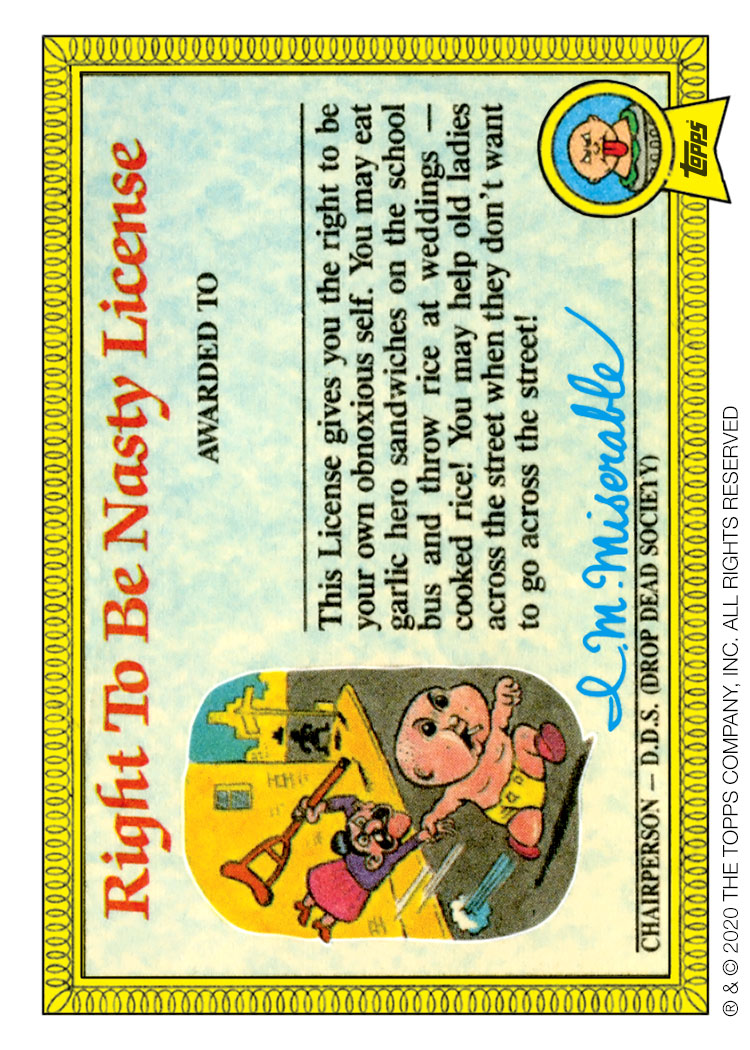 Right To Be Nasty License
AWARDED TO
This License gives you the right to be
your own obnoxious self. You may eat
garlic hero sandwiches on the school
bus and throw rice at weddings —
cooked rice! You may help old ladies
across the street when they don't want
to go across the street!
I.M. Miserable
CHAIRPERSON — D.D.S. (DROP DEAD SOCIETY)
topps
® & © 2020 THE TOPPS COMPANY, INC. ALL RIGHTS RESERVED